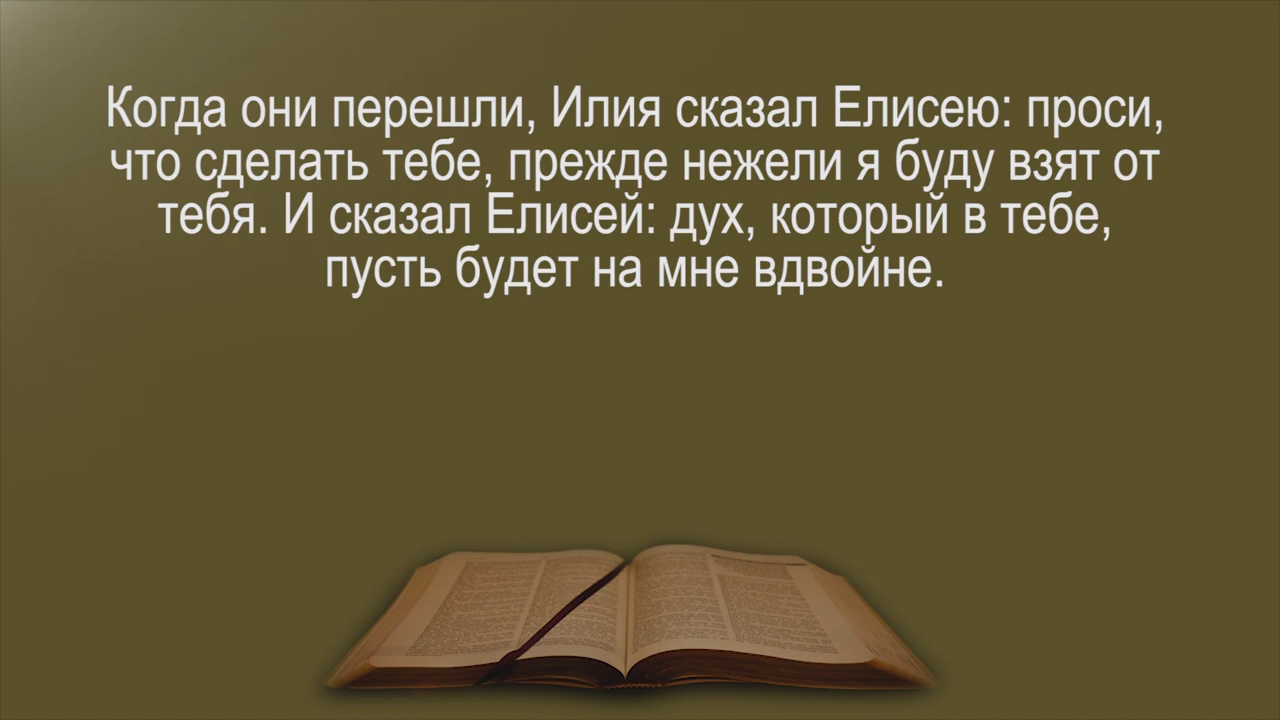 Когда они перешли, Илия сказал Елисею: проси,
что сделать тебе, прежде нежели я буду взят от
тебя. И сказал Елисей: дух, который в тебе,
пусть будет на мне вдвойне.